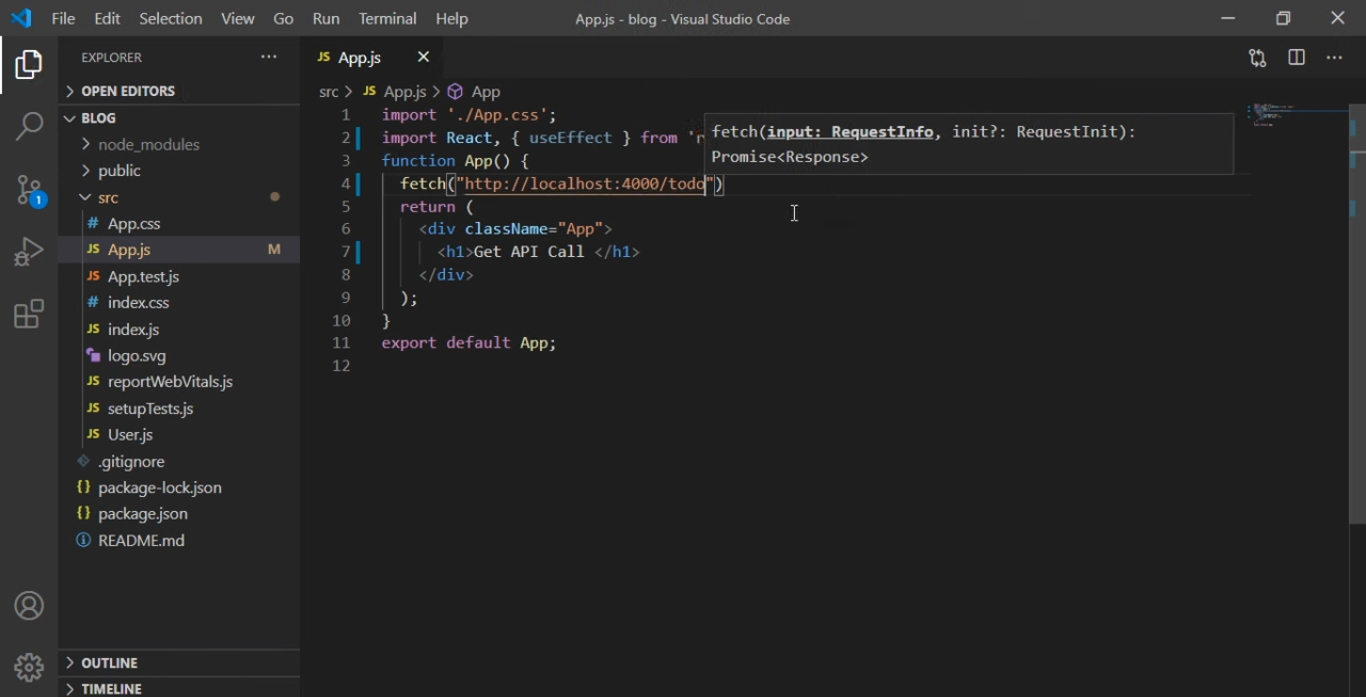 File Edit Selection View Go Run Terminal Help App.js - blog - Visual Studio Code
EXPLORER
OPEN EDITORS
BLOG
node_modules
public
src
# App.css
JS App.js M
JS App.test.js
# index.css
JS index.js
logo.svg
JS reportWebVitals.js
JS setupTests.js
JS User.js
.gitignore
{} package-lock.json
{} package.json
README.md
OUTLINE
TIMELINE
1
JS App.js
src > JS App.js > App
1 import './App.css';
2 import React, { useEffect } from 'r
3 function App() {
4 fetch("http://localhost:4000/todo")
5 return (
6 <div className="App">
7 <h1>Get API Call </h1>
8 </div>
9 );
10 }
11 export default App;
12
fetch(input: RequestInfo, init?: RequestInit):
Promise<Response>